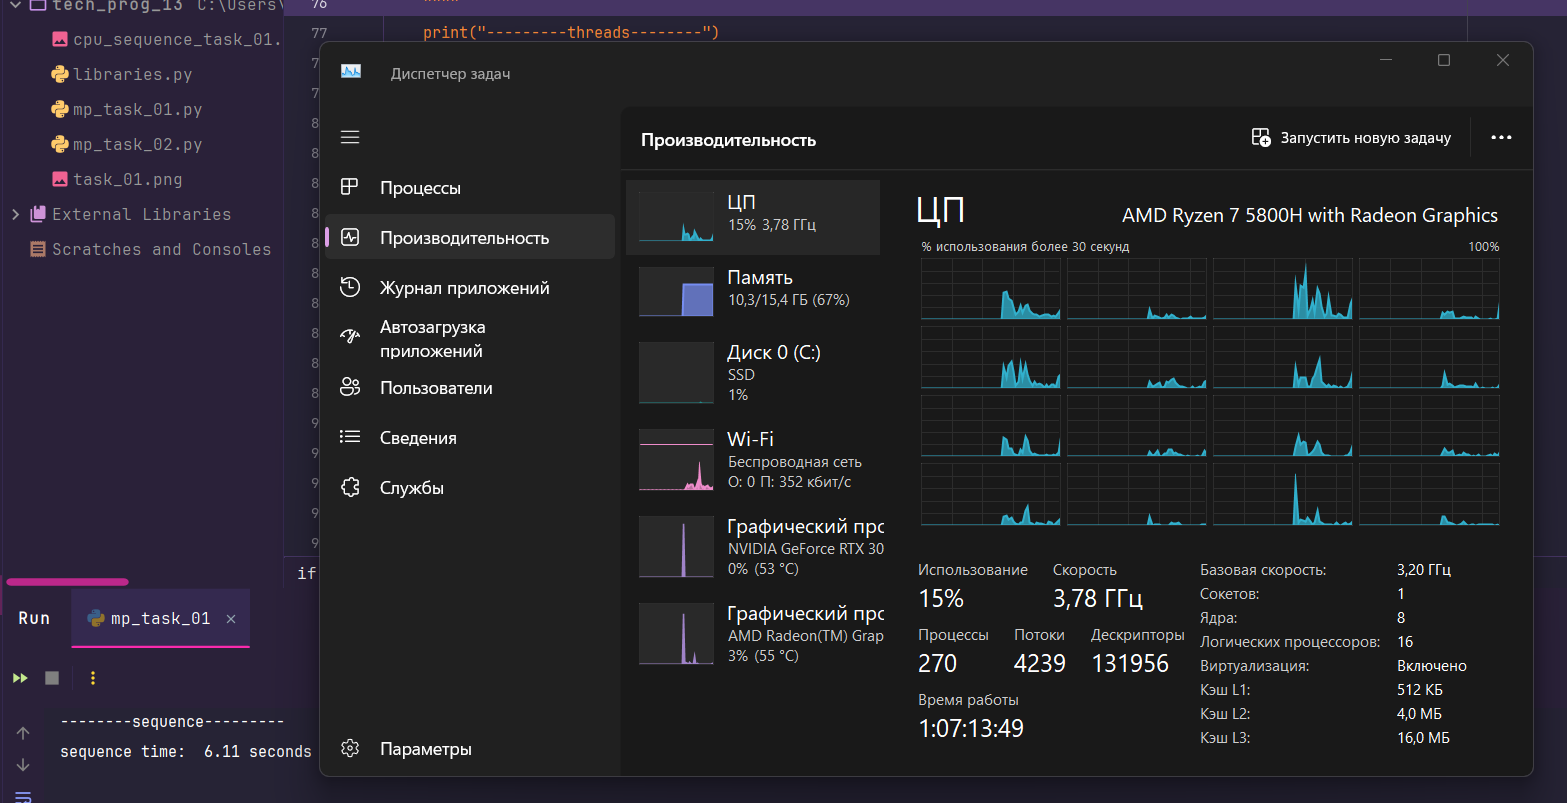 tech_prog_13 C:\Users\
cpu_sequence_task_01.
libraries.py
mp_task_01.py
mp_task_02.py
task_01.png
External Libraries
Scratches and Consoles
76
77 print("---------threads--------")
if
Диспетчер задач
Процессы
Производительность
Журнал приложений
Автозагрузка
приложений
Пользователи
Сведения
Службы
Параметры
Производительность
Запустить новую задачу
ЦП
15% 3,78 ГГц
Память
10,3/15,4 ГБ (67%)
Диск 0 (C:)
SSD
1%
Wi-Fi
Беспроводная сеть
О: 0 П: 352 кбит/с
Графический прс
NVIDIA GeForce RTX 30
0% (53 °C)
Графический прс
AMD Radeon(TM) Grap
3% (55 °C)
ЦП
AMD Ryzen 7 5800H with Radeon Graphics
% использования более 30 секунд
100%
Использование Скорость
15% 3,78 ГГц
Процессы Потоки Дескрипторы
270 4239 131956
Время работы
1:07:13:49
Базовая скорость: 3,20 ГГц
Сокетов: 1
Ядра: 8
Логических процессоров: 16
Виртуализация: Включено
Кэш L1: 512 КБ
Кэш L2: 4,0 МБ
Кэш L3: 16,0 МБ
Run mp_task_01
--------sequence---------
sequence time: 6.11 seconds